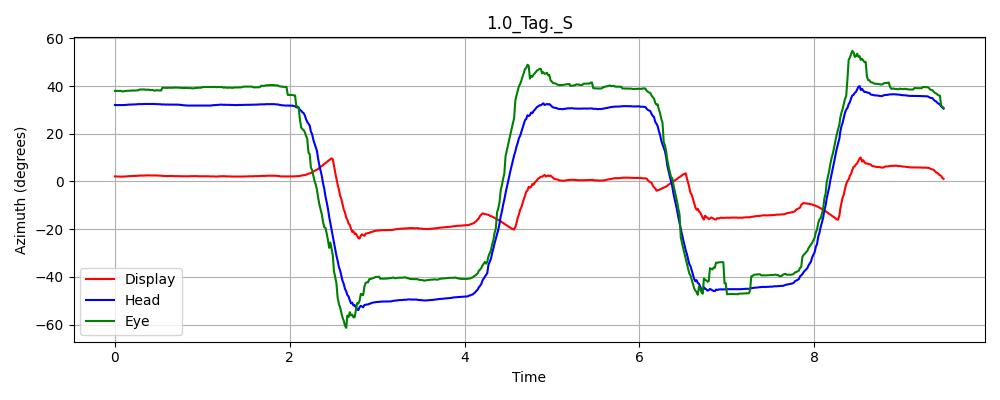 1.0_Tag._S
Azimuth (degrees)
60
40
20
0
−20
−40
−60
Display
Head
Eye
0 2 4 6 8
Time